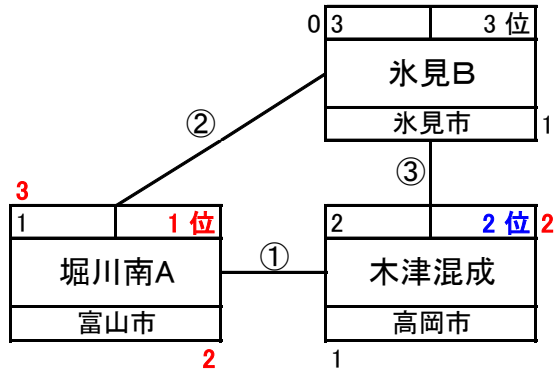 0 3 3 位
氷見B
氷見市 1
②
③
3
1 1 位
堀川南A
富山市
2
①
2 2 位 2
木津混成
高岡市
1